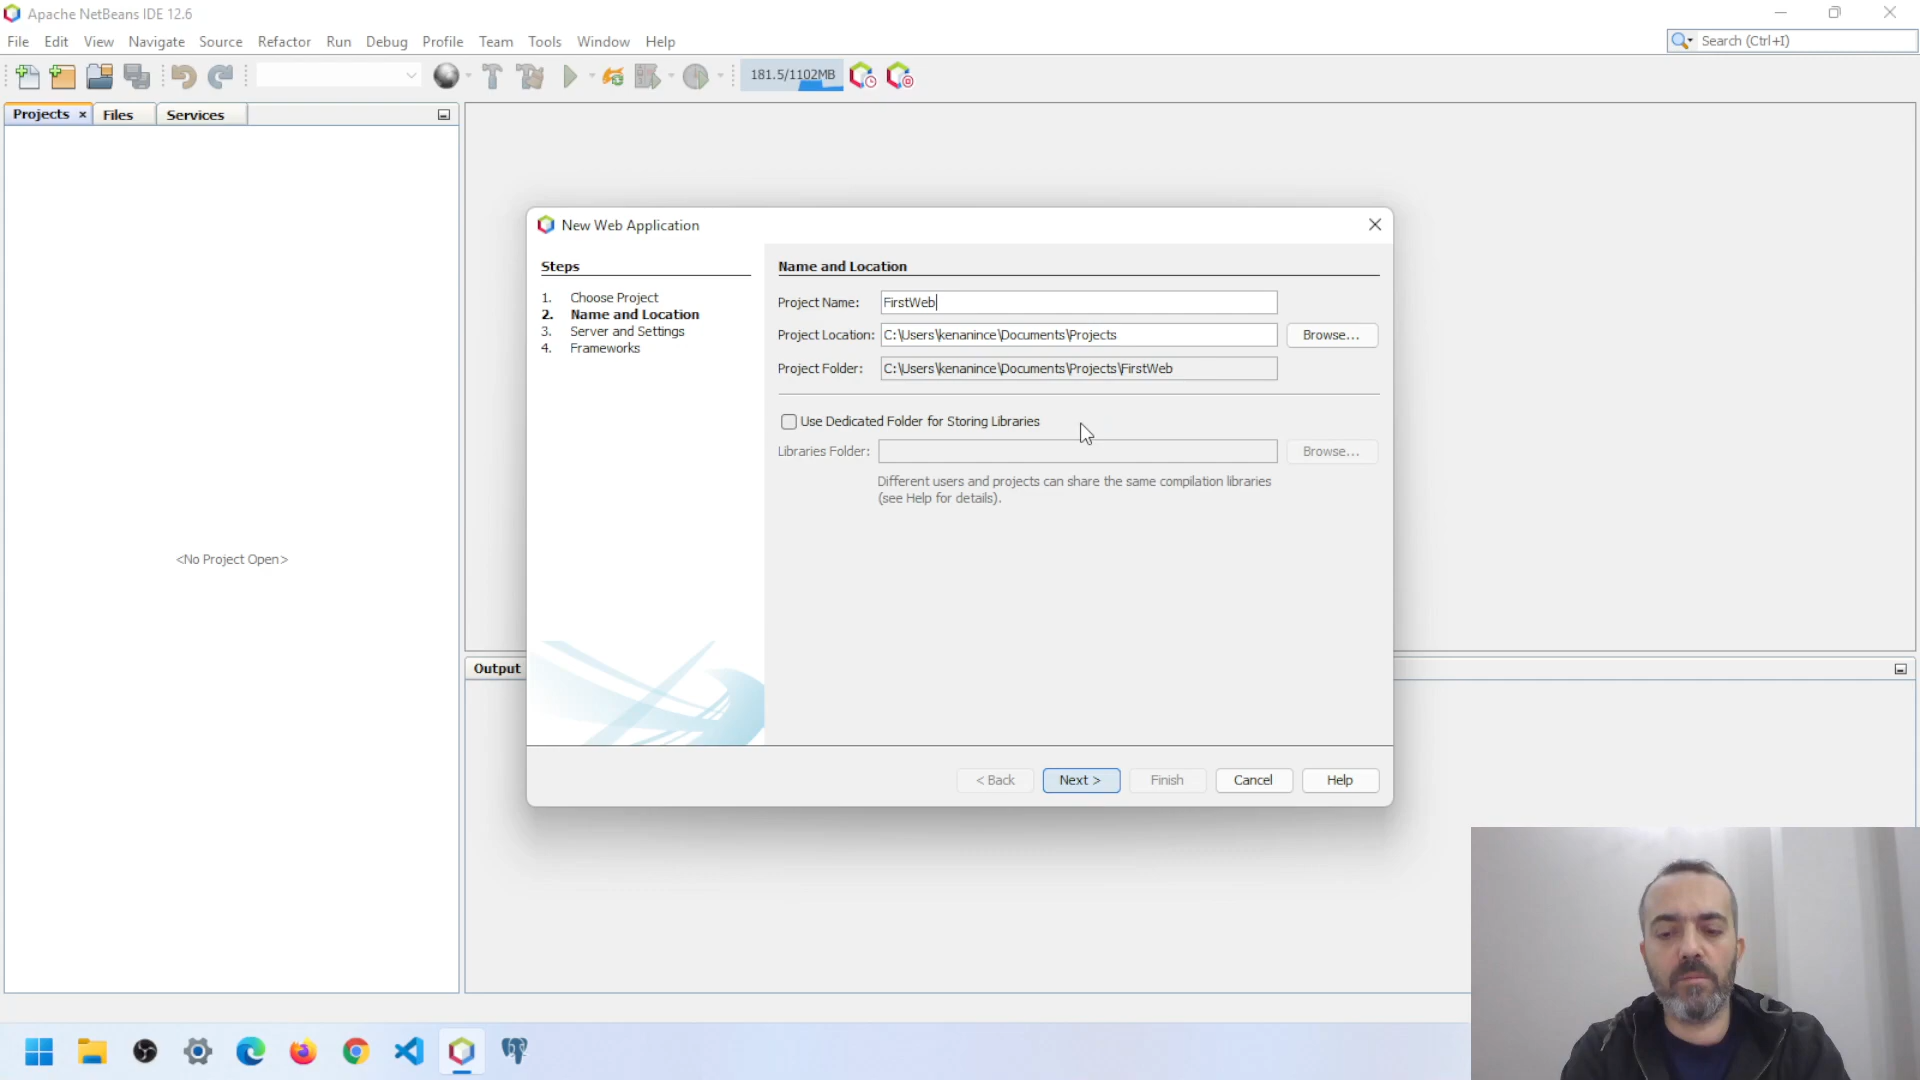 Apache NetBeans IDE 12.6
File Edit View Navigate Source Refactor Run Debug Profile Team Tools Window Help
Search (Ctrl+I)
181.5/1102MB
Projects Files Services
<No Project Open>
Output
New Web Application
Steps
1. Choose Project
2. Name and Location
3. Server and Settings
4. Frameworks
Name and Location
Project Name: FirstWeb
Project Location: C:\Users\kenanince\Documents\Projects Browse...
Project Folder: C:\Users\kenanince\Documents\Projects\FirstWeb
Use Dedicated Folder for Storing Libraries
Libraries Folder: Browse...
Different users and projects can share the same compilation libraries
(see Help for details).
< Back Next > Finish Cancel Help